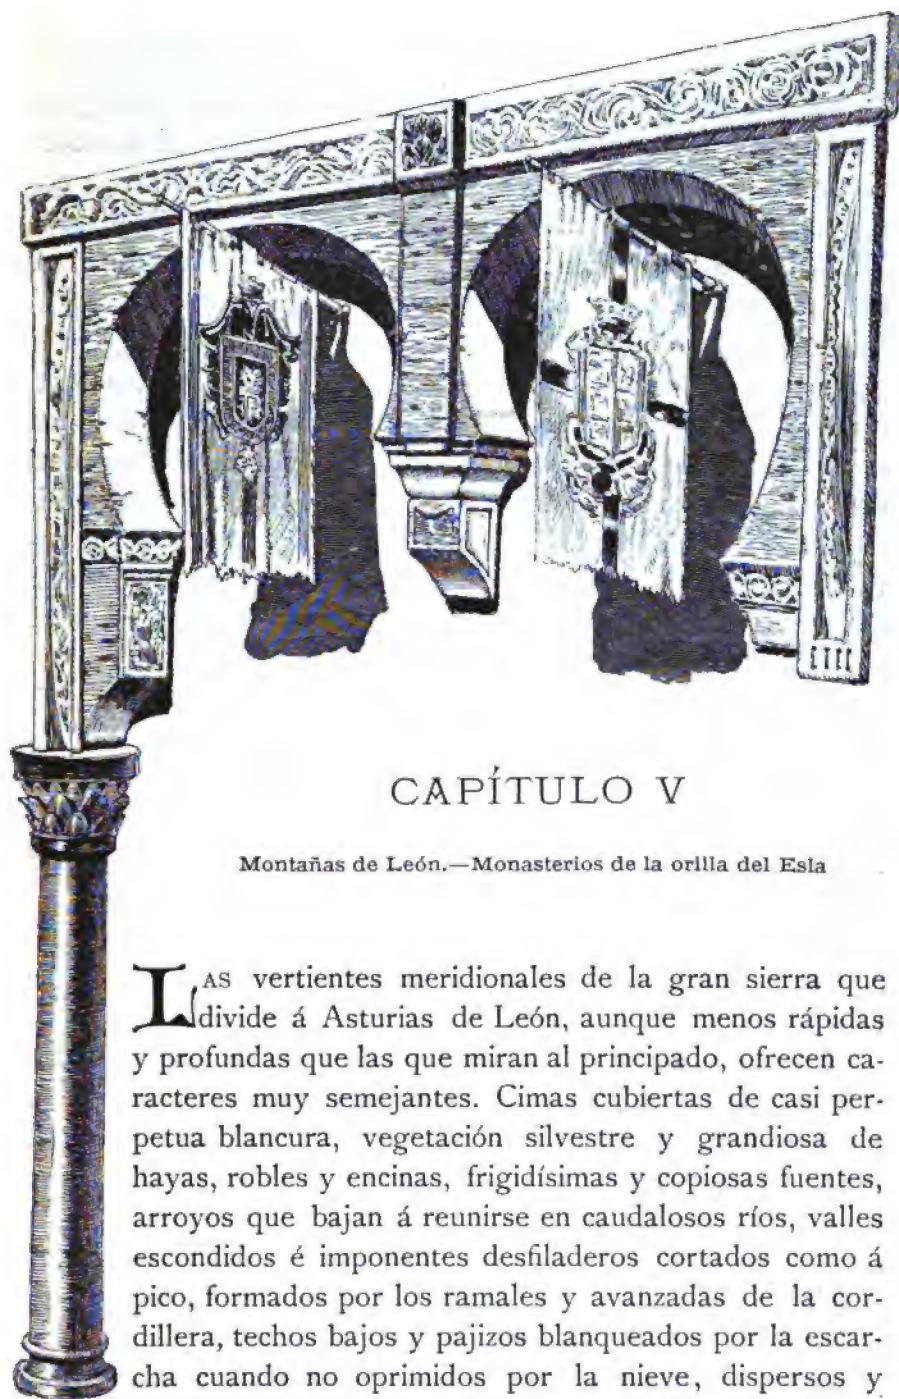 CAPÍTULO V
Montañas de León.—Monasterios de la orilla del Esla
LAS vertientes meridionales de la gran sierra que
divide á Asturias de León, aunque menos rápidas
y profundas que las que miran al principado, ofrecen ca-
racteres muy semejantes. Cimas cubiertas de casi per-
petua blancura, vegetación silvestre y grandiosa de
hayas, robles y encinas, frigidísimas y copiosas fuentes,
arroyos que bajan á reunirse en caudalosos ríos, valles
escondidos é imponentes desfiladeros cortados como á
pico, formados por los ramales y avanzadas de la cor-
dillera, techos bajos y pajizos blanqueados por la escar-
cha cuando no oprimidos por la nieve, dispersos y